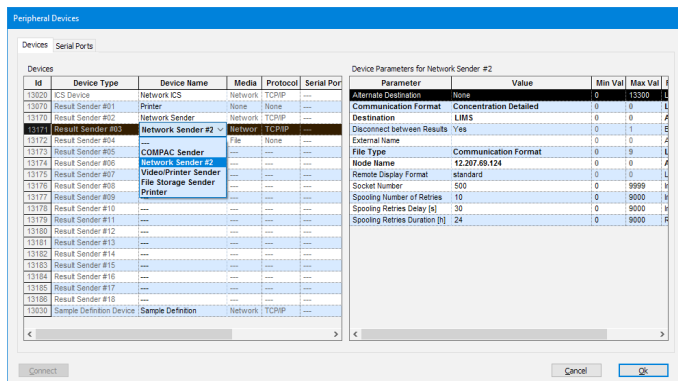 Peripheral Devices
Devices Serial Ports
Devices
Id Device Type Device Name Media Protocol Serial Por
13020 ICS Device Network ICS Network TCP/IP ---
13070 Result Sender #01 Printer None None ---
13170 Result Sender #02 Network Sender Network TCP/IP ---
13171 Result Sender #03 Network Sender #2 Networ TCP/IP ---
13172 Result Sender #04 --- File None ---
13173 Result Sender #05 COMPAC Sender --- --- ---
13174 Result Sender #06 Network Sender #2 --- --- ---
13175 Result Sender #07 Video/Printer Sender --- --- ---
13176 Result Sender #08 File Storage Sender --- --- ---
13177 Result Sender #09 Printer --- --- ---
13178 Result Sender #10 --- --- --- ---
13179 Result Sender #11 --- --- --- ---
13180 Result Sender #12 --- --- --- ---
13181 Result Sender #13 --- --- --- ---
13182 Result Sender #14 --- --- --- ---
13183 Result Sender #15 --- --- --- ---
13184 Result Sender #16 --- --- --- ---
13185 Result Sender #17 --- --- --- ---
13186 Result Sender #18 --- --- --- ---
13030 Sample Definition Device Sample Definition Network TCP/IP ---
Device Parameters for Network Sender #2
Parameter Value Min Val Max Val
Alternate Destination None 0 13300 L
Communication Format Concentration Detailed 0 0 L
Destination LIMS 0 0 A
Disconnect between Results Yes 0 1 B
External Name 0 0 A
File Type Communication Format 0 9 L
Node Name 12.207.69.124 0 0 A
Remote Display Format standard 0 0 L
Socket Number 500 0 9999 In
Spooling Number of Retries 10 0 9000 In
Spooling Retries Delay [s] 30 0 9000 In
Spooling Retries Duration [h] 24 0 9000 R
Connect Cancel Ok